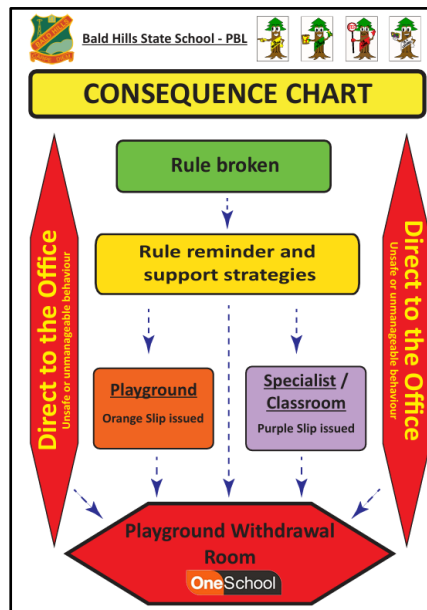 BALD HILLS
Bald Hills State School - PBL
CONSEQUENCE CHART
Direct to the Office
Unsafe or unmanageable behaviour
Rule broken
Rule reminder and
support strategies
Playground
Orange Slip issued
Specialist /
Classroom
Purple Slip issued
Direct to the Office
Unsafe or unmanageable behaviour
Playground Withdrawal
Room
OneSchool